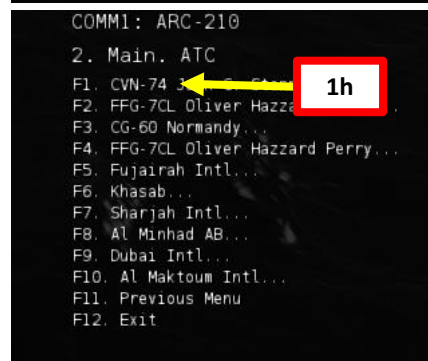 COMM1: ARC-210
2. Main. ATC
F1. CVN-74
1h
F2. FFG-7CL Oliver
F3. CG-60 Normandy...
F4. FFG-7CL Oliver Hazzard Perry...
F5. Fujairah Intl...
F6. Khasab...
F7. Sharjah Intl...
F8. Al Minhad AB...
F9. Dubai Intl...
F10. Al Maktoum Intl...
F11. Previous Menu
F12. Exit